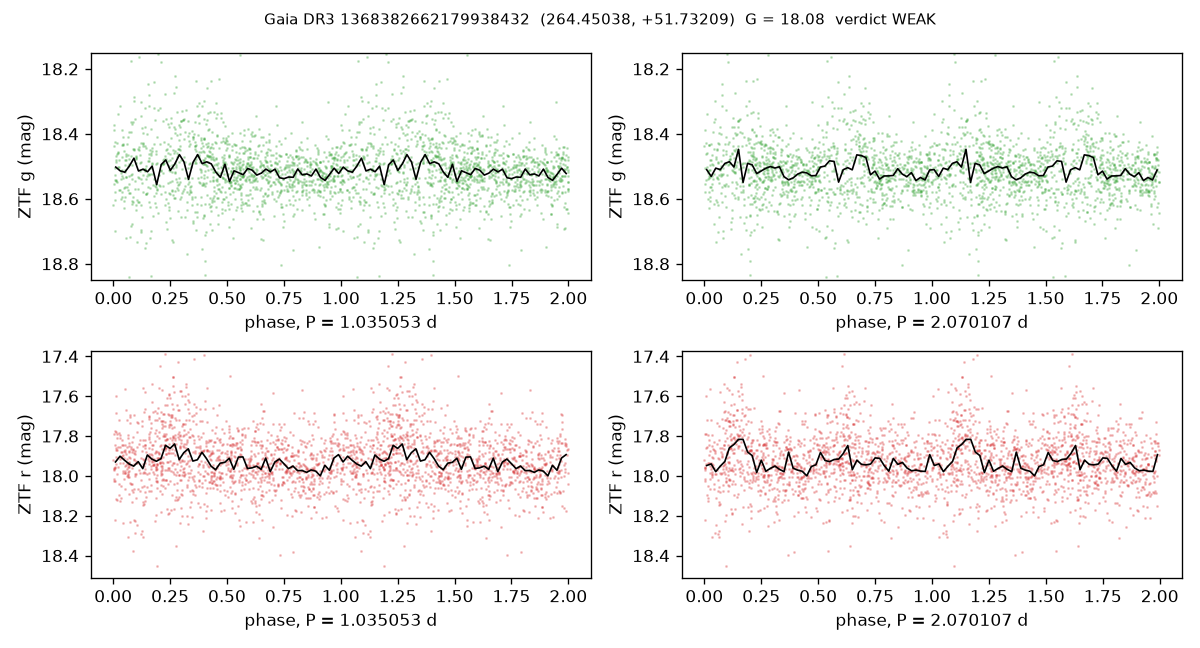 Gaia DR3 1368382662179938432 (264.45038, +51.73209) G = 18.08 verdict WEAK
ZTF g (mag)
18.2
18.4
18.6
18.8
0.00 0.25 0.50 0.75 1.00 1.25 1.50 1.75 2.00
phase, P = 1.035053 d
ZTF g (mag)
18.2
18.4
18.6
18.8
0.00 0.25 0.50 0.75 1.00 1.25 1.50 1.75 2.00
phase, P = 2.070107 d
ZTF r (mag)
17.4
17.6
17.8
18.0
18.2
18.4
0.00 0.25 0.50 0.75 1.00 1.25 1.50 1.75 2.00
phase, P = 1.035053 d
ZTF r (mag)
17.4
17.6
17.8
18.0
18.2
18.4
0.00 0.25 0.50 0.75 1.00 1.25 1.50 1.75 2.00
phase, P = 2.070107 d